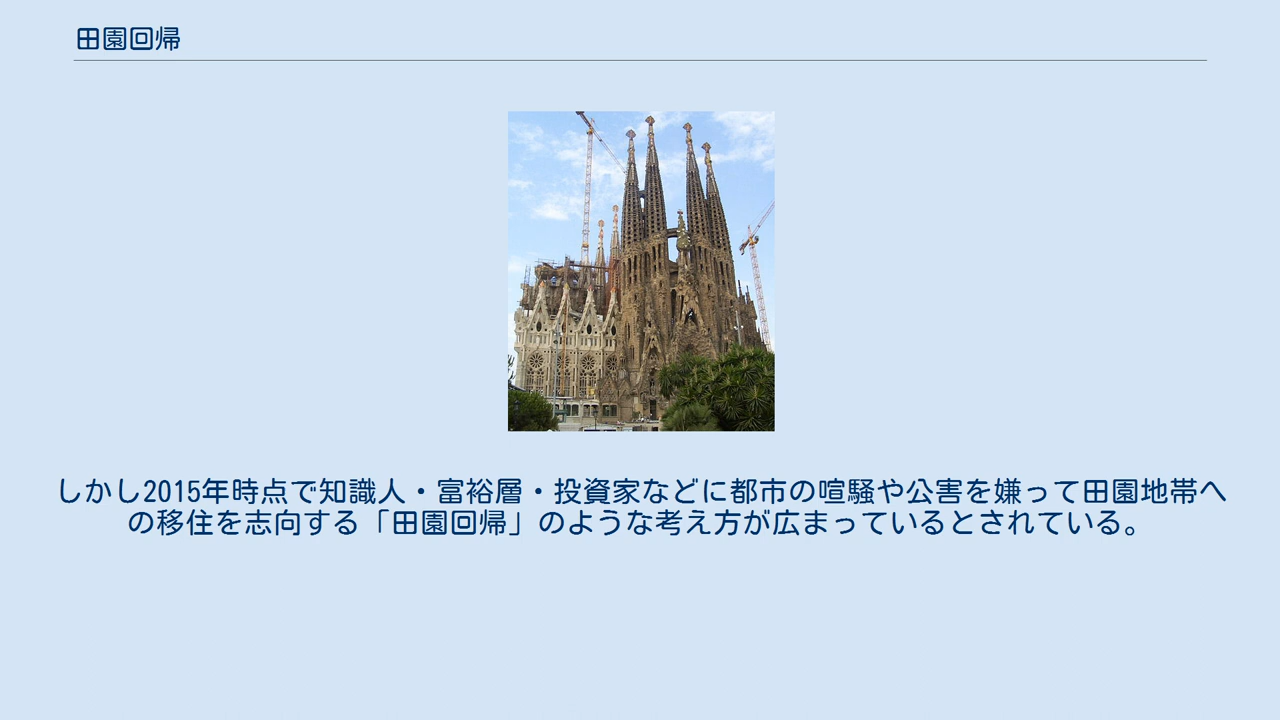 田園回帰
しかし2015年時点で知識人・富裕層・投資家などに都市の喧騒や公害を嫌って田園地帯へ
の移住を志向する「田園回帰」のような考え方が広まっているとされている。